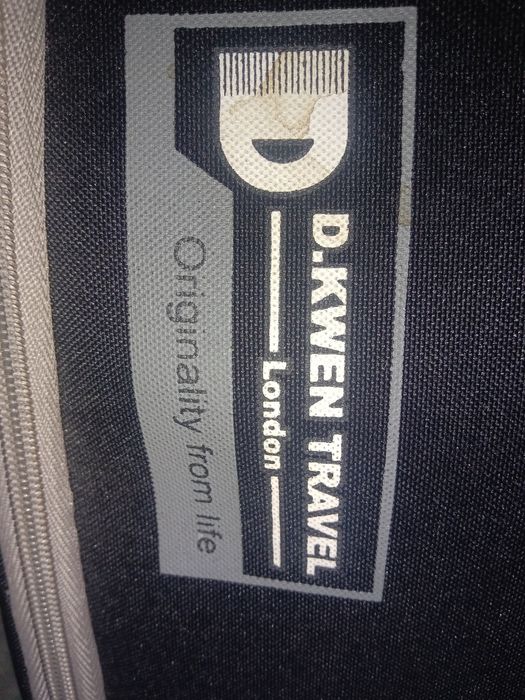 D.KWEN TRAVEL
London
Originality from life